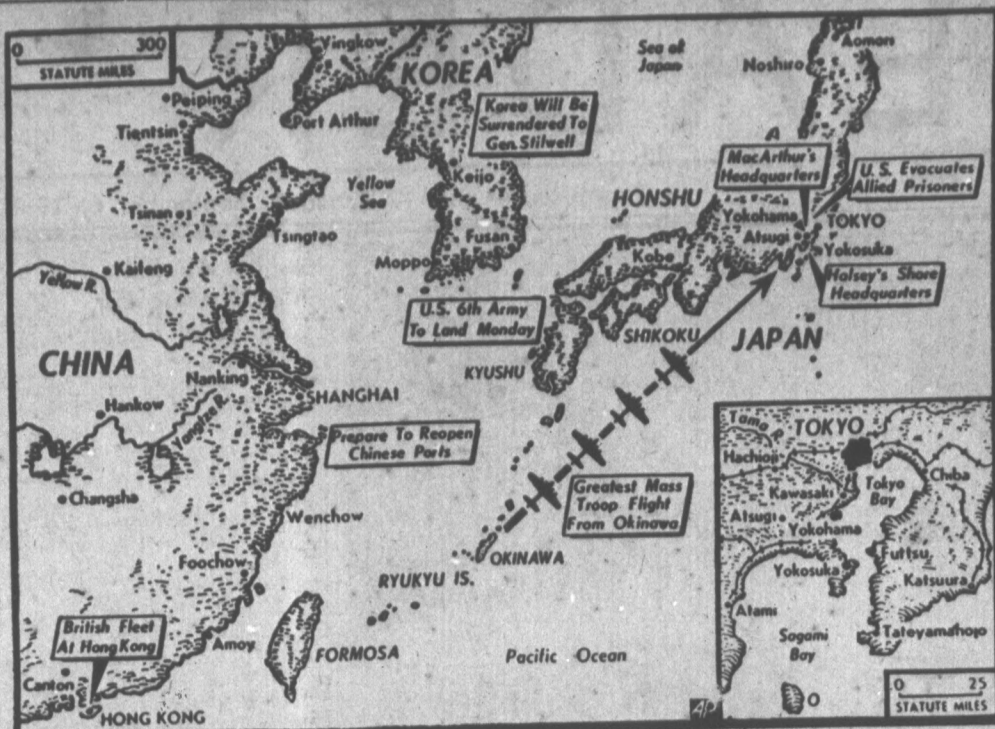 0 300
STATUTE MILES
Yingkow
KOREA
Sea of
Japan
Aomori
Noshiro
Peiping
Port Arthur
Tientsin
Korea Will Be
Surrendered To
Gen. Stilwell
MacArthur's
Headquarters
U. S. Evacuates
Allied Prisoners
Keijo
Yellow
Sea
HONSHU
Tsinan
Yokohama
TOKYO
Tsingtao
Fusan
Atsugi
Yokosuka
Moppo
Kobe
Kaifeng
Yellow R.
Halsey's Shore
Headquarters
U.S. 6th Army
To Land Monday
SHIKOKU
JAPAN
CHINA
KYUSHU
Nanking
SHANGHAI
Hankow
Yangtze R.
Prepare To Reopen
Chinese Ports
Changsha
Greatest Mass
Troop Flight
From Okinawa
Wenchow
OKINAWA
Foochow
RYUKYU IS.
British Fleet
At Hong Kong
Amoy
FORMOSA
Pacific Ocean
Canton
HONG KONG
AP
Tama R.
TOKYO
Hachioji
Chiba
Kawasaki
Tokyo
Bay
Atsugi
Yokohama
Futtsu
Yokosuka
Katsuura
Atami
Tateyamahojo
Sagami
Bay
O
0 25
STATUTE MILES